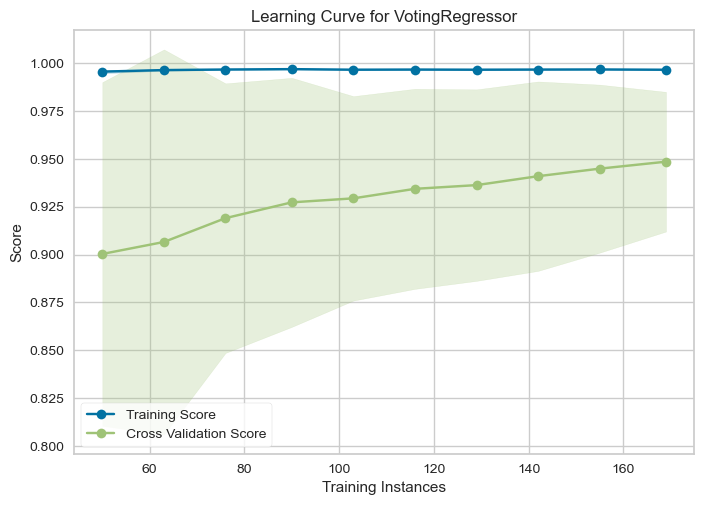 Learning Curve for VotingRegressor
1.000
0.975
0.950
0.925
0.900
0.875
0.850
0.825
0.800
Score
Training Score
Cross Validation Score
60 80 100 120 140 160
Training Instances